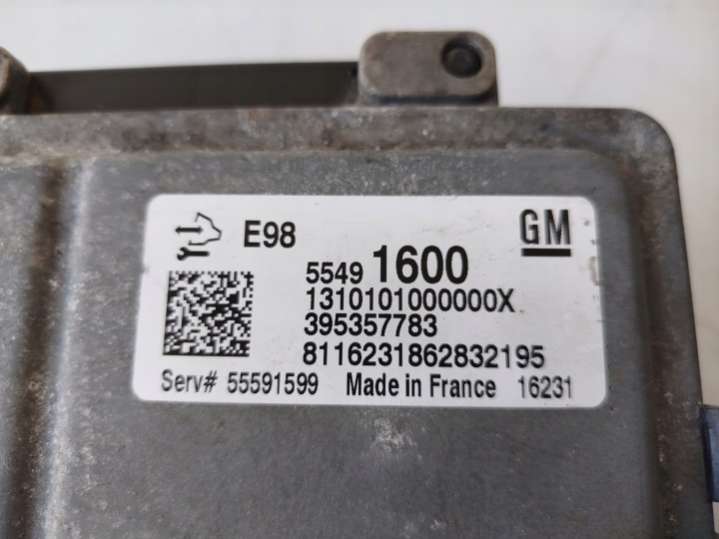 E98
GM
5549 1600
1310101000000X
395357783
8116231862832195
Serv# 55591599 Made in France 16231